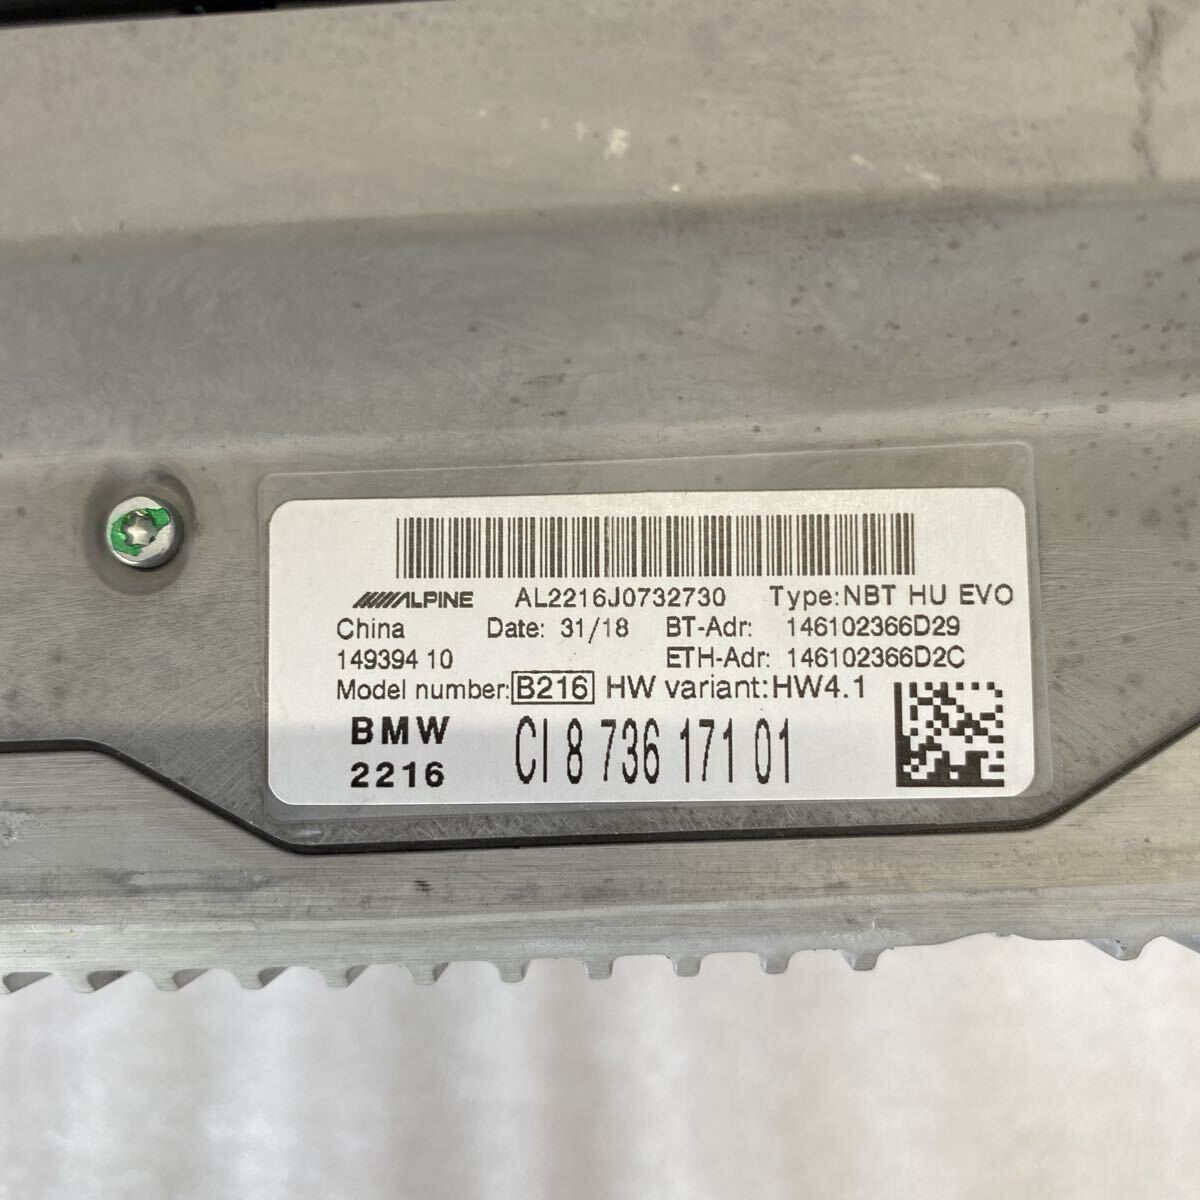 ALPINE AL2216J0732730 Type:NBT HU EVO
China Date: 31/18 BT-Adr: 146102366D29
149394 10 ETH-Adr: 146102366D2C
Model number: B216 HW variant:HW4.1
BMW CI 8 736 171 01
2216